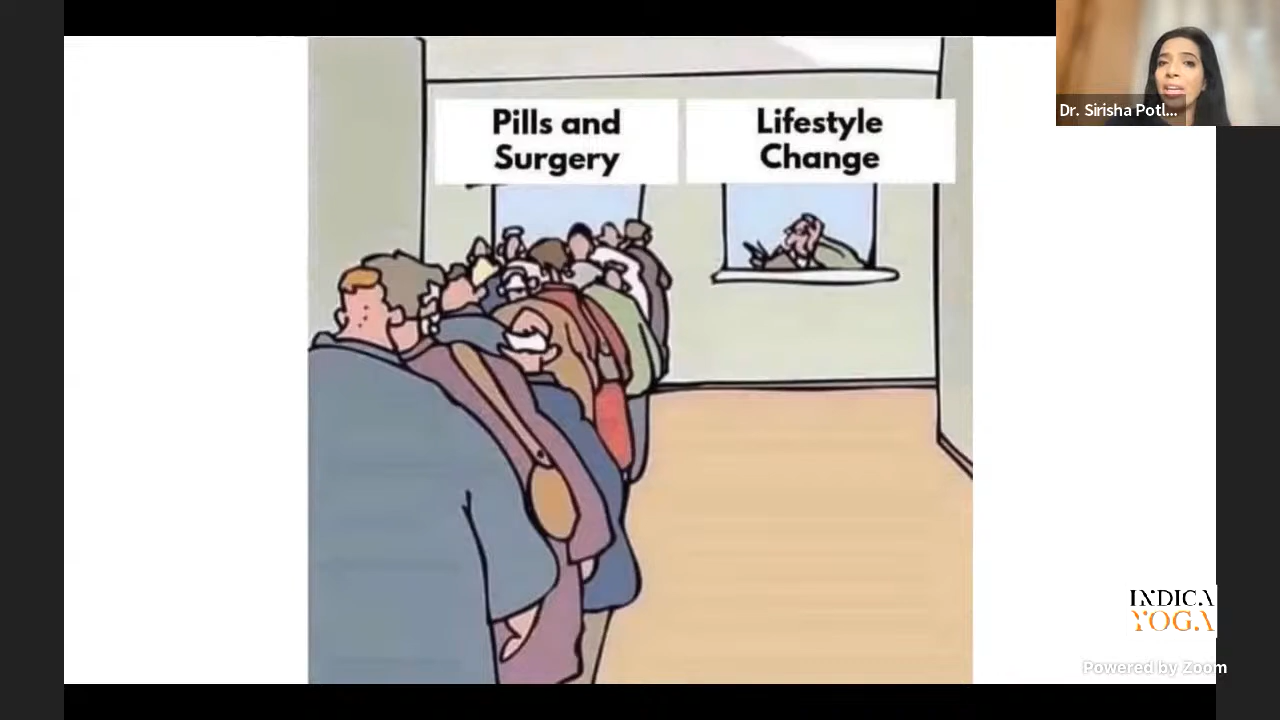 Pills and
Surgery
Lifestyle
Change
Dr. Sirisha Potl...
INDICA
YOGA
Powered by Zoom